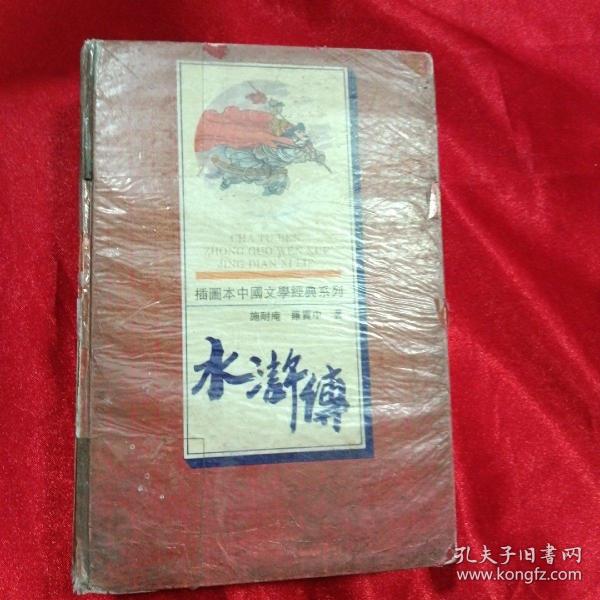 CHA TU BEN
ZHONG GUO WEN XUE
JING DIAN XI LIE
插圖本中國文學經典系列
施耐庵 羅貫中 著
水滸傳
孔夫子旧书网
www.kongfz.com